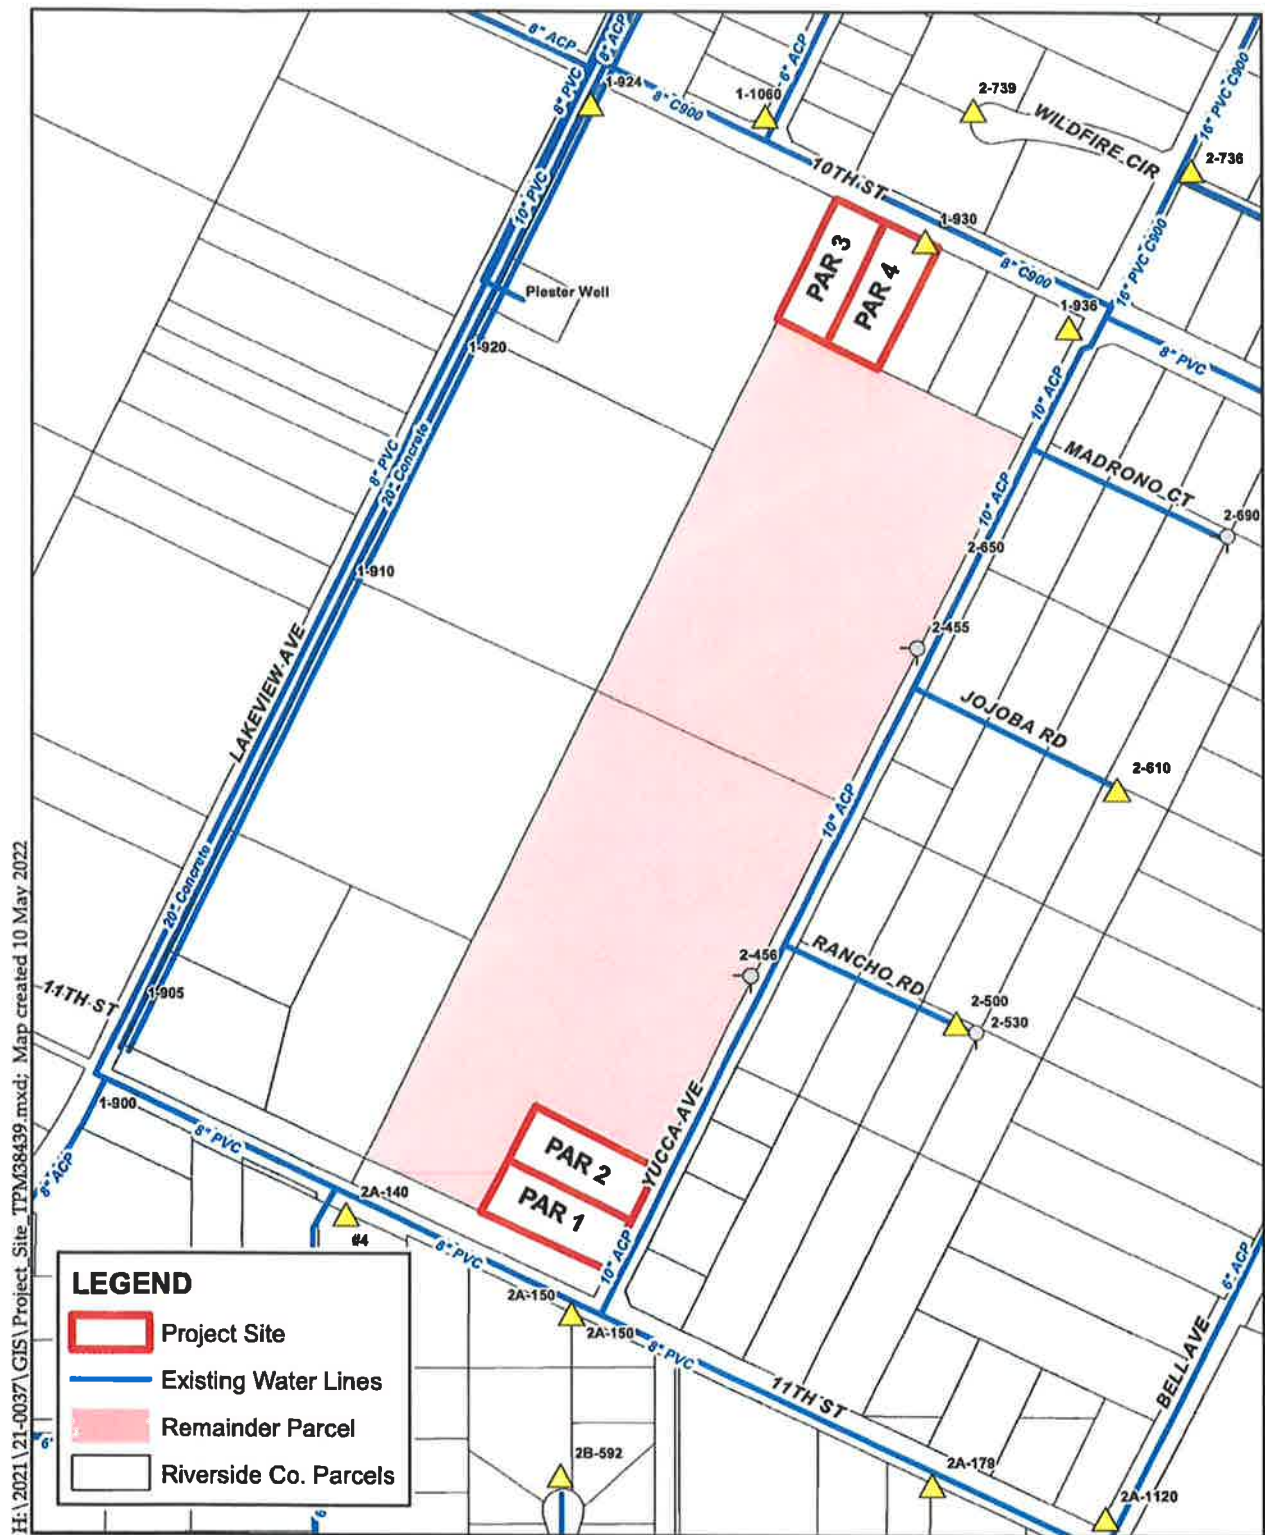 8" ACP
8" ACP
8" PVC
1-924
8" C900
1-1060
6" ACP
2-739
WILDFIRE CIR
16" PVC C900
2-736
10TH ST
10" PVC
1-930
PAR 3
PAR 4
8" C900
16" PVC C900
1-936
8" PVC
Plester Well
1-920
10" ACP
MADRONO CT
2-690
8" PVC
20" Concrete
10" ACP
2-650
1-910
2-455
LAKEVIEW AVE
JOJOBA RD
2-610
10" ACP
20" Concrete
2-456
RANCHO RD
2-500
2-530
11TH ST
1-905
1-900
8" PVC
8" ACP
YUCCA AVE
PAR 2
PAR 1
2A-140
#4
8" PVC
10" ACP
2A-150
2A-150
8" PVC
11TH ST
BELL AVE
6" ACP
2B-592
2A-179
2A-1120
6"
6
LEGEND
Project Site
Existing Water Lines
Remainder Parcel
Riverside Co. Parcels
H:\2021\21-0037\GIS\Project_Site_TPM38439.mxd; Map created 10 May 2022